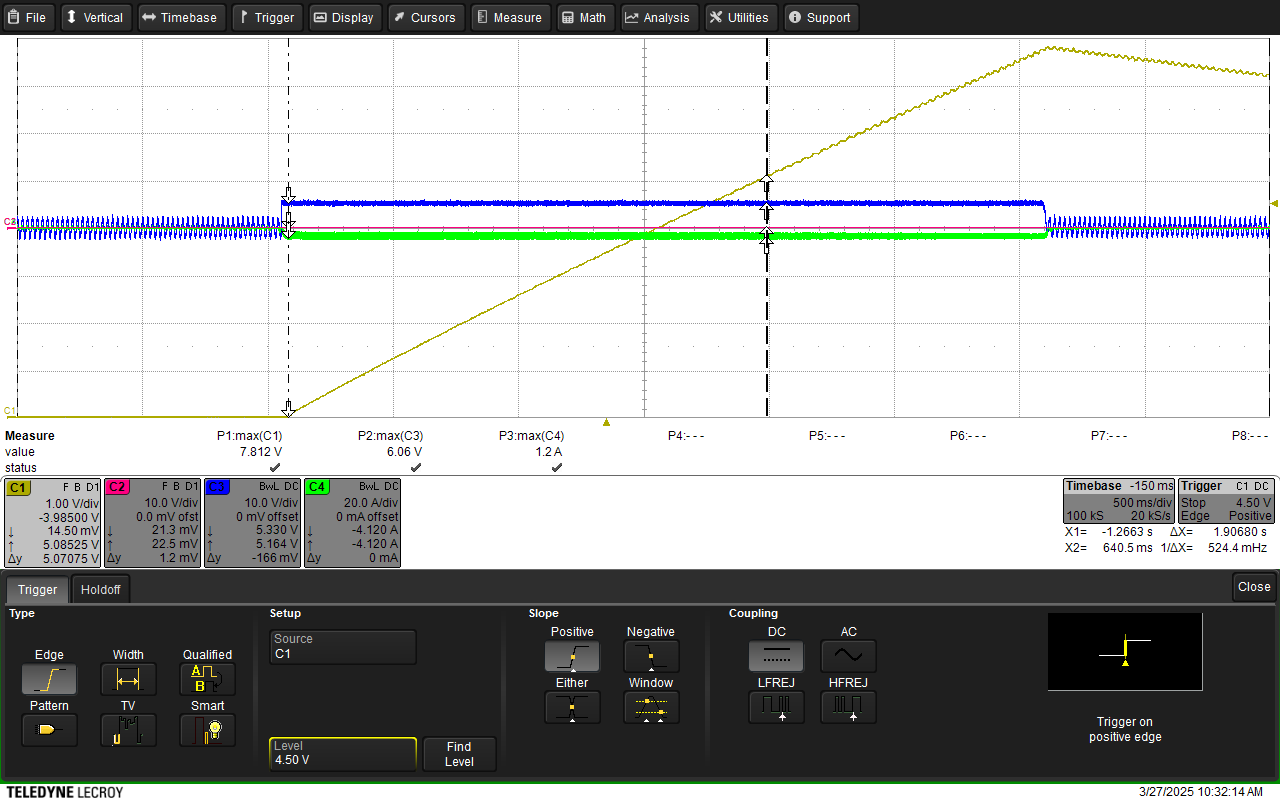 File Vertical Timebase Trigger Display Cursors Measure Math Analysis Utilities Support
C3
C1
Measure P1:max(C1) P2:max(C3) P3:max(C4) P4:--- P5:--- P6:--- P7:--- P8:---
value 7.812 V 6.06 V 1.2 A
status
C1 F B D1 C2 F B D1 C3 BwL DC C4 BwL DC Timebase -150 ms Trigger C1 DC
1.00 V/div 10.0 V/div 10.0 V/div 20.0 A/div 500 ms/div Stop 4.50 V
-3.98500 V 0.0 mV ofst 0 mV offset 0 mA offset 100 kS 20 kS/s Edge Positive
↓ 14.50 mV ↓ 21.3 mV ↓ 5.330 V ↓ -4.120 A X1= -1.2663 s ΔX= 1.90680 s
↑ 5.08525 V ↑ 22.5 mV ↑ 5.164 V ↑ -4.120 A X2= 640.5 ms 1/ΔX= 524.4 mHz
Δy 5.07075 V Δy 1.2 mV Δy -166 mV Δy 0 mA
Trigger Holdoff Close
Type Setup Slope Coupling
Source
C1
Positive Negative DC AC
Edge Width Qualified
A
B
Either Window LFREJ HFREJ
Pattern TV Smart
Trigger on
positive edge
Level
4.50 V
Find
Level
TELEDYNE LECROY 3/27/2025 10:32:14 AM